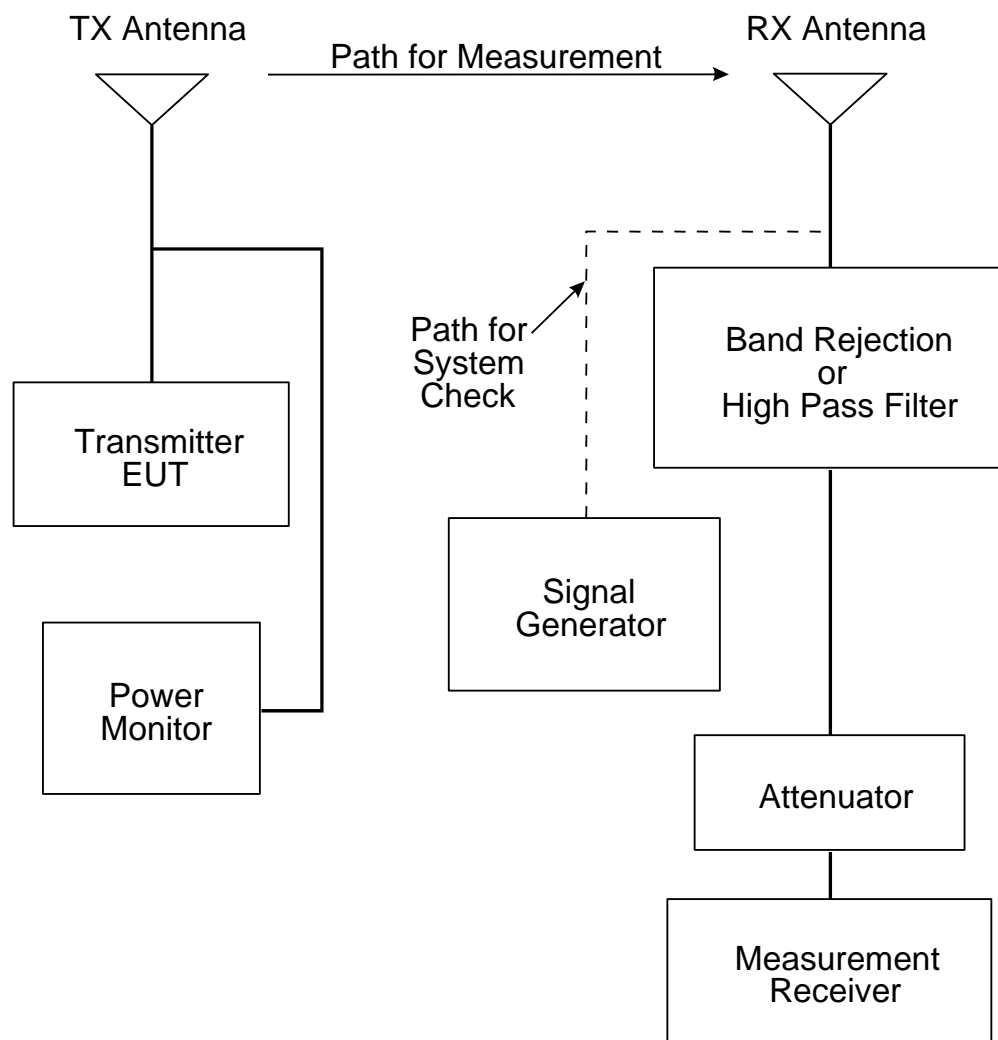 TX Antenna
Path for Measurement
RX Antenna
Path for
System
Check
Band Rejection
or
High Pass Filter
Transmitter
EUT
Signal
Generator
Power
Monitor
Attenuator
Measurement
Receiver